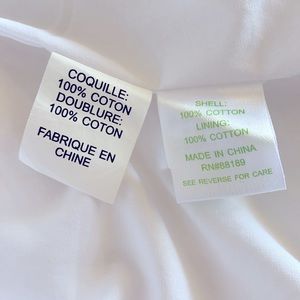 COQUILLE:
100% COTON
DOUBLURE:
100% COTON
FABRIQUE EN
CHINE
SHELL:
100% COTTON
LINING:
100% COTTON
MADE IN CHINA
RN#88189
SEE REVERSE FOR CARE